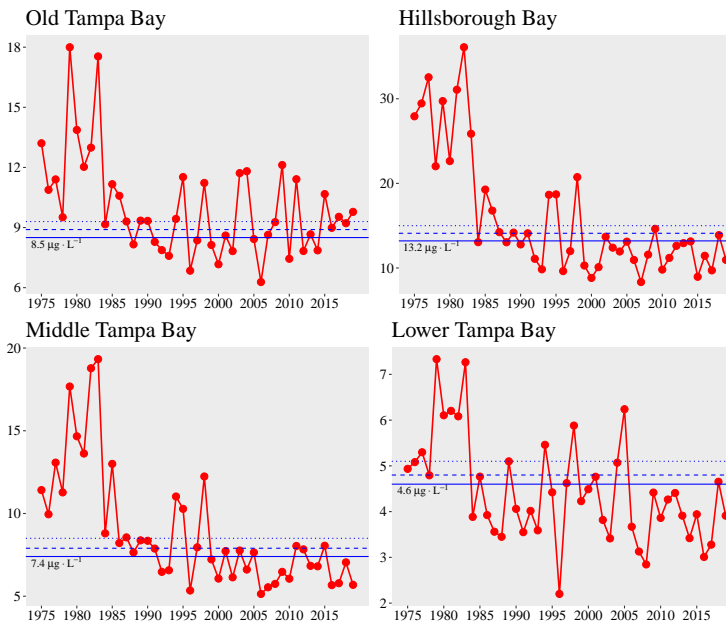 Old Tampa Bay
18
15
12
9
6
8.5 μg · L⁻¹
1975 1980 1985 1990 1995 2000 2005 2010 2015
Hillsborough Bay
30
20
10
13.2 μg · L⁻¹
1975 1980 1985 1990 1995 2000 2005 2010 2015
Middle Tampa Bay
20
15
10
5
7.4 μg · L⁻¹
1975 1980 1985 1990 1995 2000 2005 2010 2015
Lower Tampa Bay
7
6
5
4
3
2
4.6 μg · L⁻¹
1975 1980 1985 1990 1995 2000 2005 2010 2015